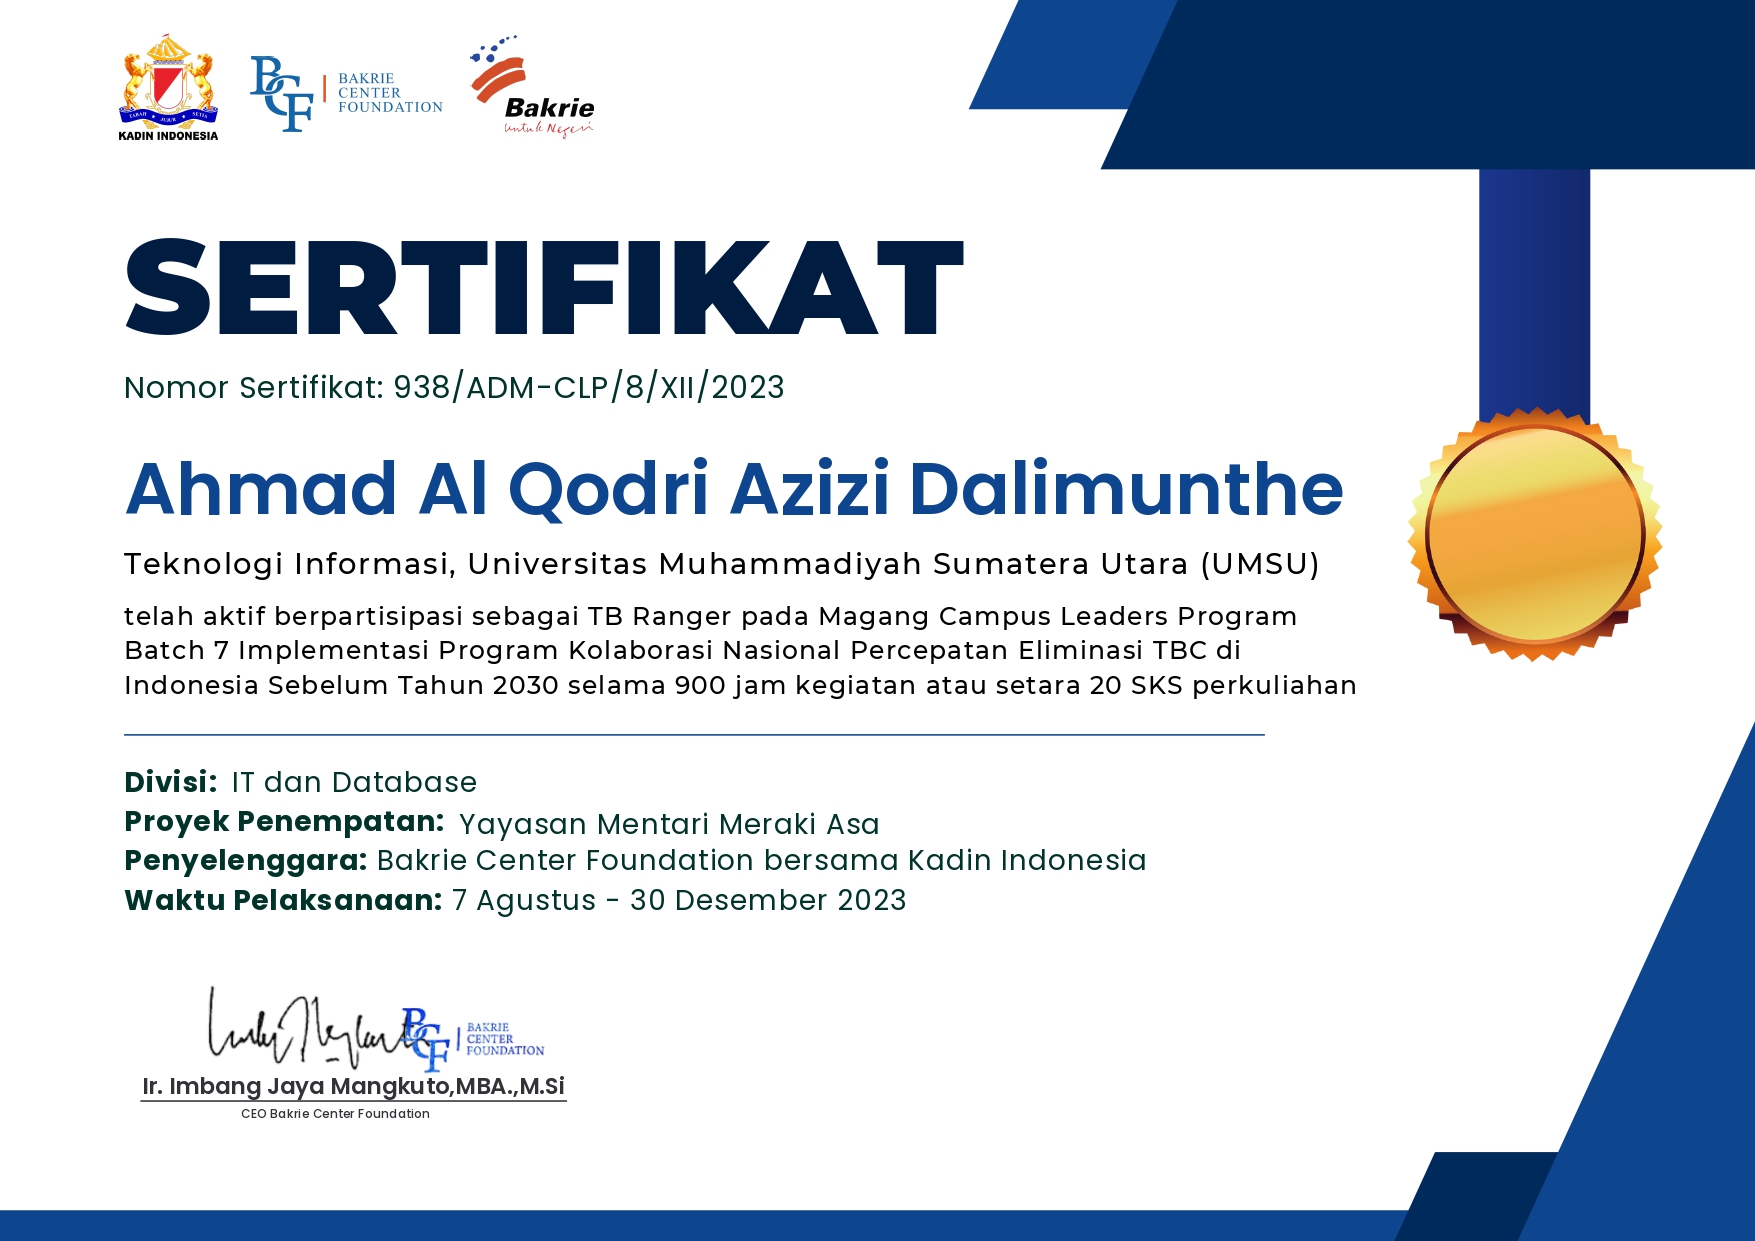 TABAH ★ JUJUR ★ SETIA
KADIN INDONESIA
BCF
BAKRIE
CENTER
FOUNDATION
Bakrie
Untuk Negeri
SERTIFIKAT
Nomor Sertifikat: 938/ADM-CLP/8/XII/2023
Ahmad Al Qodri Azizi Dalimunthe
Teknologi Informasi, Universitas Muhammadiyah Sumatera Utara (UMSU)
telah aktif berpartisipasi sebagai TB Ranger pada Magang Campus Leaders Program
Batch 7 Implementasi Program Kolaborasi Nasional Percepatan Eliminasi TBC di
Indonesia Sebelum Tahun 2030 selama 900 jam kegiatan atau setara 20 SKS perkuliahan
Divisi: IT dan Database
Proyek Penempatan: Yayasan Mentari Meraki Asa
Penyelenggara: Bakrie Center Foundation bersama Kadin Indonesia
Waktu Pelaksanaan: 7 Agustus - 30 Desember 2023
BCF
BAKRIE
CENTER
FOUNDATION
Ir. Imbang Jaya Mangkuto,MBA.,M.Si
CEO Bakrie Center Foundation